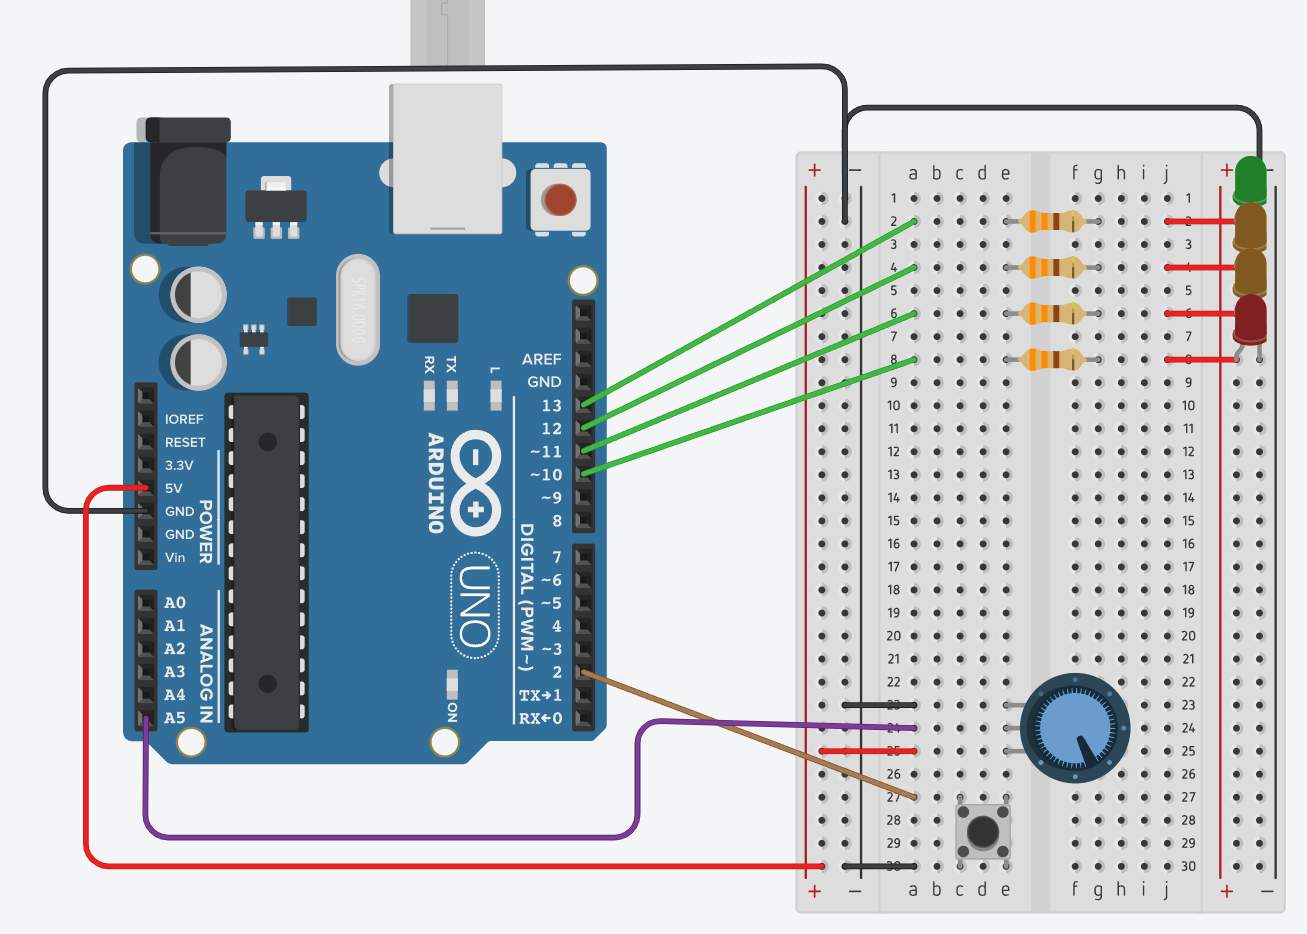 SPK16.000G
RX TX L
AREF
GND
13
12
~11
~10
~9
8
7
~6
~5
4
~3
2
TX→1
RX←0
DIGITAL (PWM~)
IOREF
RESET
3.3V
5V
GND
GND
Vin
POWER
A0
A1
A2
A3
A4
A5
ANALOG IN
ARDUINO
UNO
ON
+ − a b c d e f g h i j + −
1 1
2 2
3 3
4 4
5 5
6 6
7 7
8 8
9 9
10 10
11 11
12 12
13 13
14 14
15 15
16 16
17 17
18 18
19 19
20 20
21 21
22 22
23 23
24 24
25 25
26 26
27 27
28 28
29 29
30 30
+ − a b c d e f g h i j + −